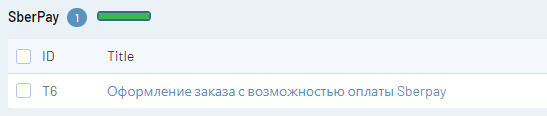 SberPay 1
ID Title
T6 Оформление заказа с возможностью оплаты Sberpay